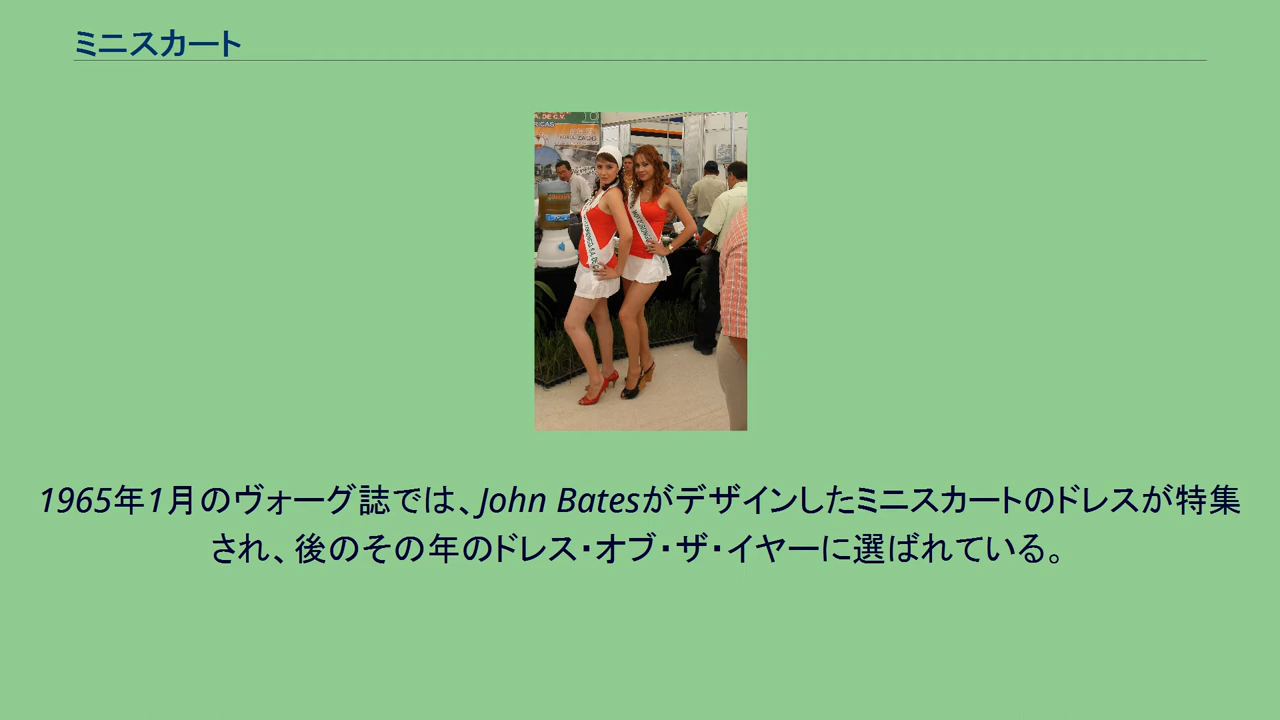 ミニスカート
A. DE C.V.
RICAS
10
1965年1月のヴォーグ誌では、John Batesがデザインしたミニスカートのドレスが特集
され、後のその年のドレス・オブ・ザ・イヤーに選ばれている。